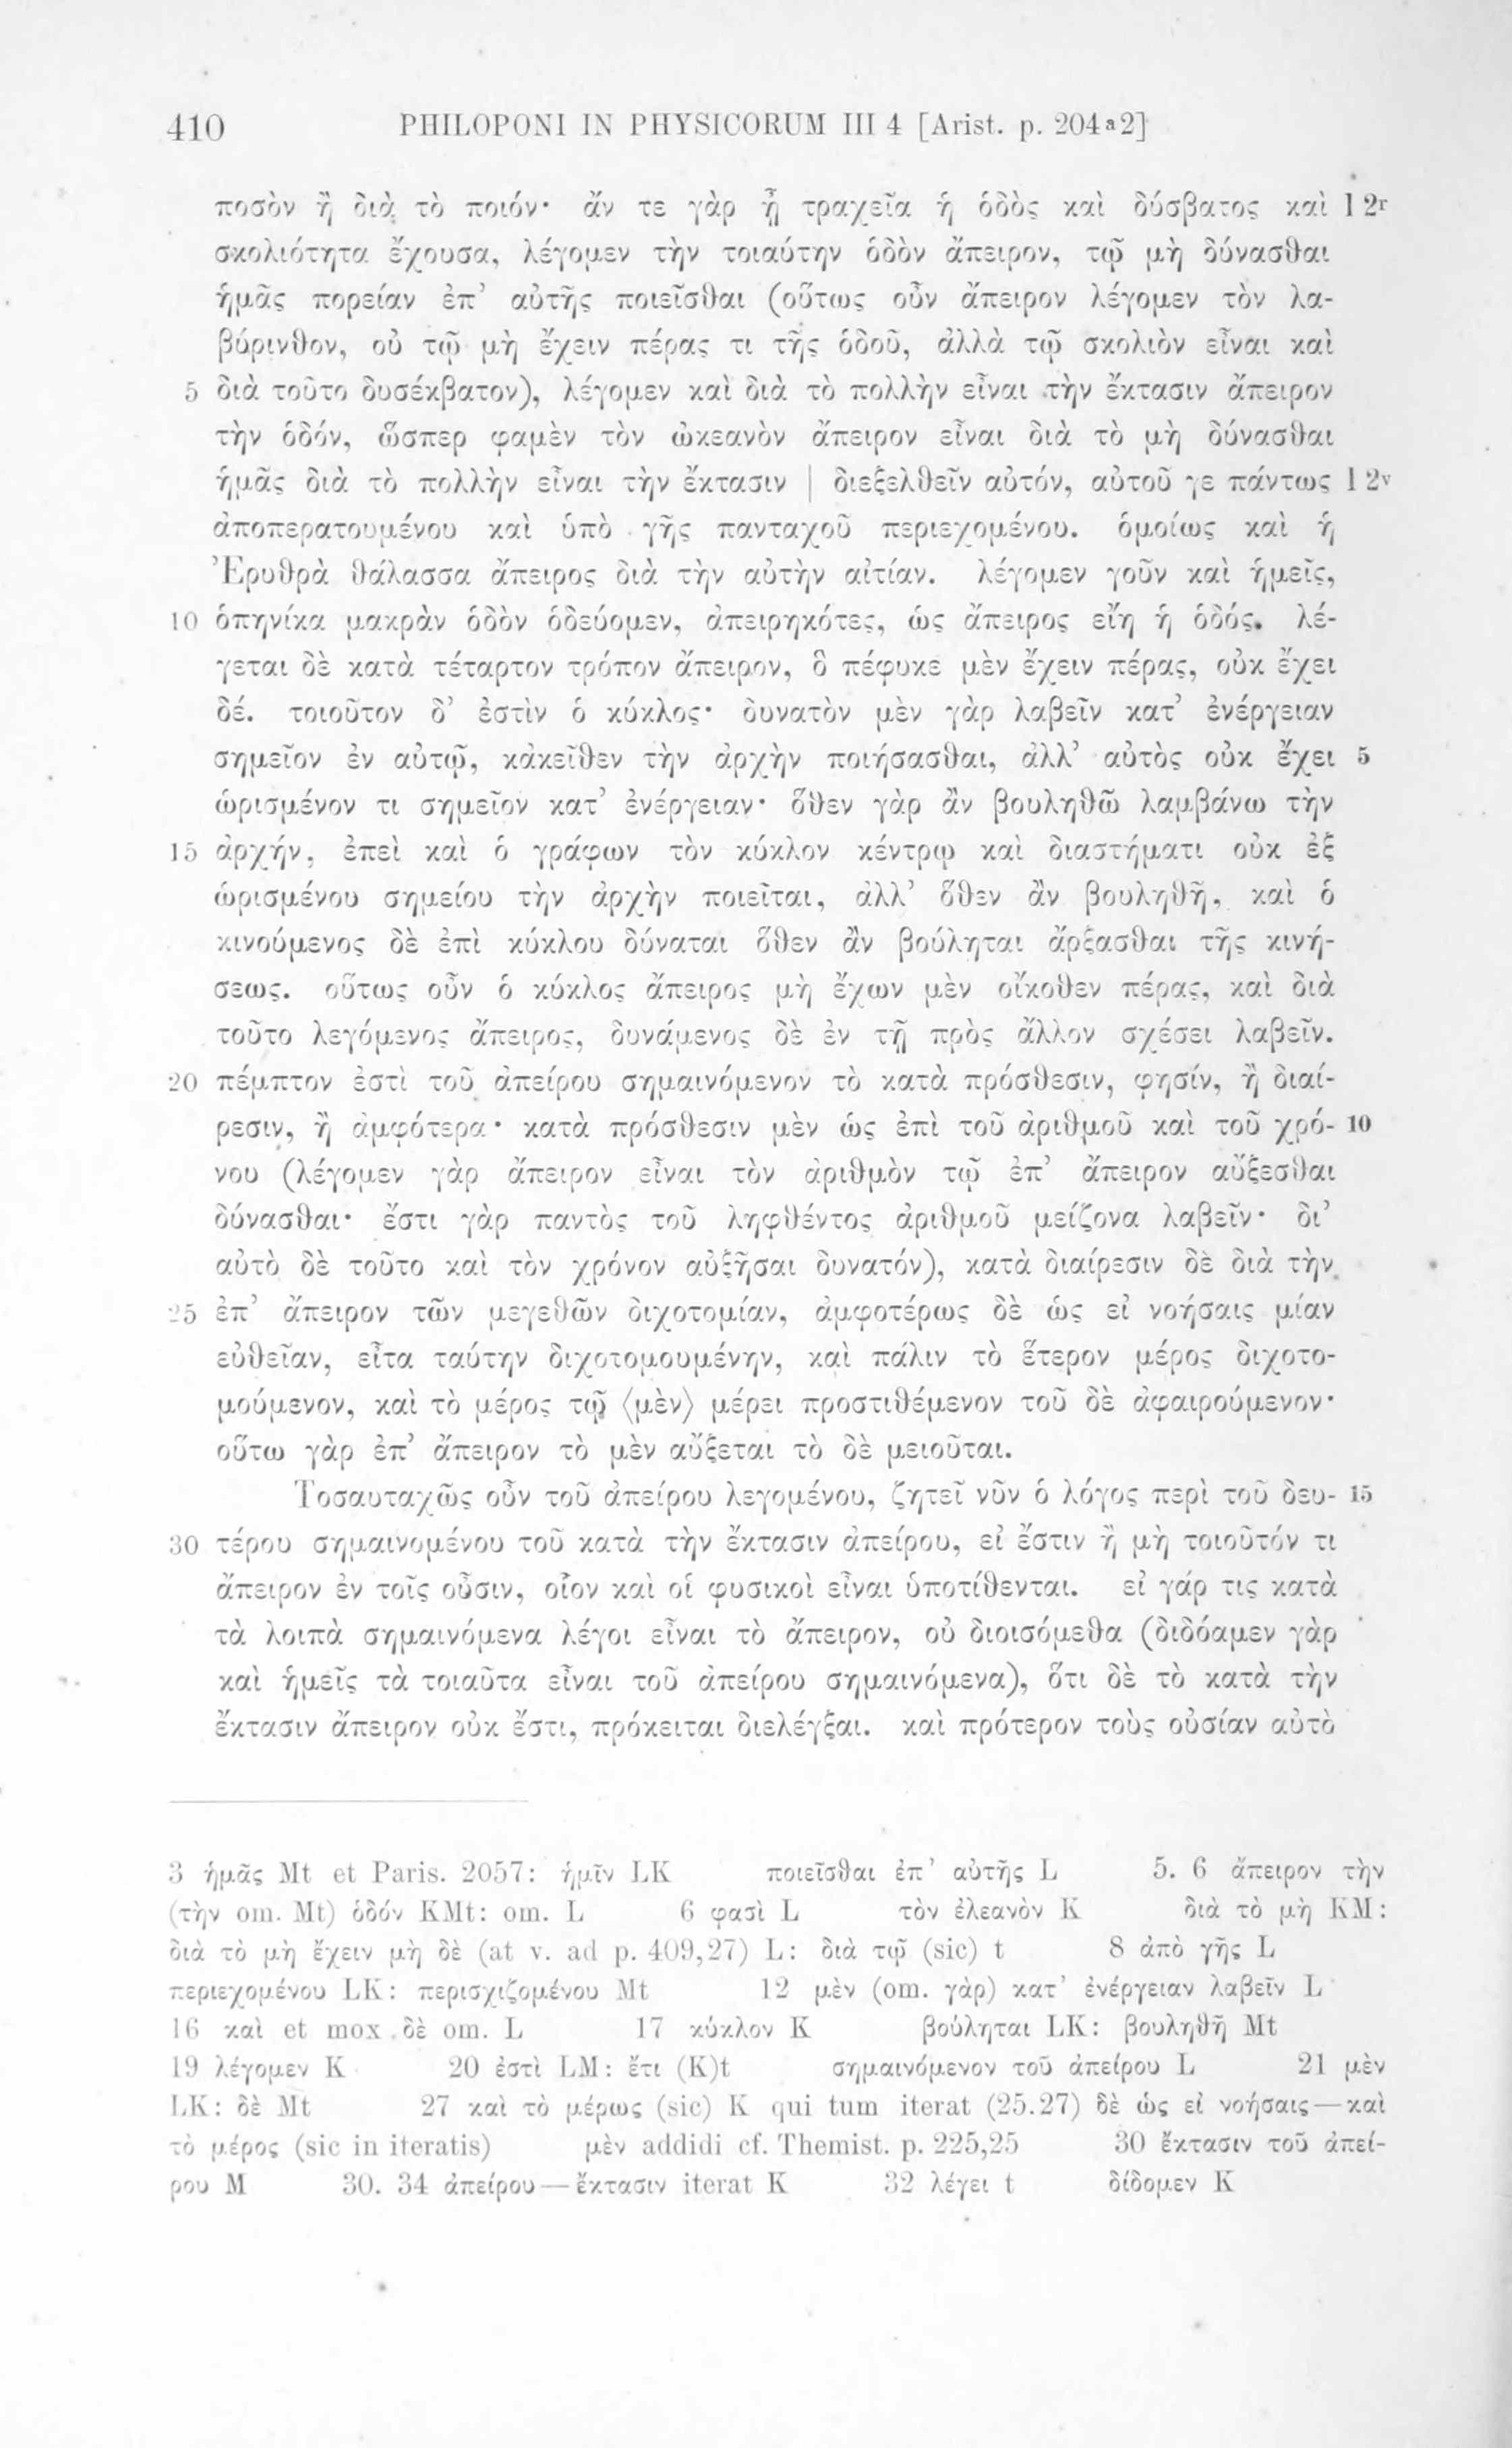 410 PHILOPONI IN PHYSICORUM III 4 [Arist. p. 204ª2]
ποσὸν ἢ διὰ τὸ ποιόν· ἄν τε γὰρ ᾖ τραχεῖα ἡ ὁδὸς καὶ δύσβατος καὶ l 2r
σκολιότητα ἔχουσα, λέγομεν τὴν τοιαύτην ὁδὸν ἄπειρον, τῷ μὴ δύνασθαι
ἡμᾶς πορείαν ἐπ’ αὐτῆς ποιεῖσθαι (οὕτως οὖν ἄπειρον λέγομεν τὸν λα-
βύρινθον, οὐ τῷ μὴ ἔχειν πέρας τι τῆς ὁδοῦ, ἀλλὰ τῷ σκολιὸν εἶναι καὶ
5 διὰ τοῦτο δυσέκβατον), λέγομεν καὶ διὰ τὸ πολλὴν εἶναι τὴν ἔκτασιν ἄπειρον
τὴν ὁδόν, ὥσπερ φαμὲν τὸν ὠκεανὸν ἄπειρον εἶναι διὰ τὸ μὴ δύνασθαι
ἡμᾶς διὰ τὸ πολλὴν εἶναι τὴν ἔκτασιν | διεξελθεῖν αὐτόν, αὐτοῦ γε πάντως l 2v
ἀποπερατουμένου καὶ ὑπὸ γῆς πανταχοῦ περιεχομένου. ὁμοίως καὶ ἡ
Ἐρυθρὰ θάλασσα ἄπειρος διὰ τὴν αὐτὴν αἰτίαν. λέγομεν γοῦν καὶ ἡμεῖς,
10 ὁπηνίκα μακρὰν ὁδὸν ὁδεύομεν, ἀπειρηκότες, ὡς ἄπειρος εἴη ἡ ὁδός. λέ-
γεται δὲ κατὰ τέταρτον τρόπον ἄπειρον, ὃ πέφυκε μὲν ἔχειν πέρας, οὐκ ἔχει
δέ. τοιοῦτον δ’ ἐστὶν ὁ κύκλος· δυνατὸν μὲν γὰρ λαβεῖν κατ’ ἐνέργειαν
σημεῖον ἐν αὐτῷ, κἀκεῖθεν τὴν ἀρχὴν ποιήσασθαι, ἀλλ’ αὐτὸς οὐκ ἔχει 5
ὡρισμένον τι σημεῖον κατ’ ἐνέργειαν· ὅθεν γὰρ ἂν βουληθῶ λαμβάνω τὴν
15 ἀρχήν, ἐπεὶ καὶ ὁ γράφων τὸν κύκλον κέντρῳ καὶ διαστήματι οὐκ ἐξ
ὡρισμένου σημείου τὴν ἀρχὴν ποιεῖται, ἀλλ’ ὅθεν ἂν βουληθῇ, καὶ ὁ
κινούμενος δὲ ἐπὶ κύκλου δύναται ὅθεν ἂν βούληται ἄρξασθαι τῆς κινή-
σεως. οὕτως οὖν ὁ κύκλος ἄπειρος μὴ ἔχων μὲν οἴκοθεν πέρας, καὶ διὰ
τοῦτο λεγόμενος ἄπειρος, δυνάμενος δὲ ἐν τῇ πρὸς ἄλλον σχέσει λαβεῖν.
20 πέμπτον ἐστὶ τοῦ ἀπείρου σημαινόμενον τὸ κατὰ πρόσθεσιν, φησίν, ἢ διαί-
ρεσιν, ἢ ἀμφότερα· κατὰ πρόσθεσιν μὲν ὡς ἐπὶ τοῦ ἀριθμοῦ καὶ τοῦ χρό- 10
νου (λέγομεν γὰρ ἄπειρον εἶναι τὸν ἀριθμὸν τῷ ἐπ’ ἄπειρον αὔξεσθαι
δύνασθαι· ἔστι γὰρ παντὸς τοῦ ληφθέντος ἀριθμοῦ μείζονα λαβεῖν· δι’
αὐτὸ δὲ τοῦτο καὶ τὸν χρόνον αὐξῆσαι δυνατόν), κατὰ διαίρεσιν δὲ διὰ τὴν
25 ἐπ’ ἄπειρον τῶν μεγεθῶν διχοτομίαν, ἀμφοτέρως δὲ ὡς εἰ νοήσαις μίαν
εὐθεῖαν, εἶτα ταύτην διχοτομουμένην, καὶ πάλιν τὸ ἕτερον μέρος διχοτο-
μούμενον, καὶ τὸ μέρος τῷ ⟨μὲν⟩ μέρει προστιθέμενον τοῦ δὲ ἀφαιρούμενον·
οὕτω γὰρ ἐπ’ ἄπειρον τὸ μὲν αὔξεται τὸ δὲ μειοῦται.
Τοσαυταχῶς οὖν τοῦ ἀπείρου λεγομένου, ζητεῖ νῦν ὁ λόγος περὶ τοῦ δευ- 15
30 τέρου σημαινομένου τοῦ κατὰ τὴν ἔκτασιν ἀπείρου, εἰ ἔστιν ἢ μὴ τοιοῦτόν τι
ἄπειρον ἐν τοῖς οὖσιν, οἷον καὶ οἱ φυσικοὶ εἶναι ὑποτίθενται. εἰ γάρ τις κατὰ
τὰ λοιπὰ σημαινόμενα λέγοι εἶναι τὸ ἄπειρον, οὐ διοισόμεθα (διδόαμεν γὰρ
καὶ ἡμεῖς τὰ τοιαῦτα εἶναι τοῦ ἀπείρου σημαινόμενα), ὅτι δὲ τὸ κατὰ τὴν
ἔκτασιν ἄπειρον οὐκ ἔστι, πρόκειται διελέγξαι. καὶ πρότερον τοὺς οὐσίαν αὐτὸ
3 ἡμᾶς Mt et Paris. 2057: ἡμῖν LK ποιεῖσθαι ἐπ’ αὐτῆς L 5. 6 ἄπειρον τὴν
(τὴν om. Mt) ὁδόν KMt: om. L 6 φασὶ L τὸν ἐλεανὸν K διὰ τὸ μὴ KM:
διὰ τὸ μὴ ἔχειν μὴ δὲ (at v. ad p. 409,27) L: διὰ τῷ (sic) t 8 ἀπὸ γῆς L
περιεχομένου LK: περισχιζομένου Mt 12 μὲν (om. γὰρ) κατ’ ἐνέργειαν λαβεῖν L
16 καὶ et mox δὲ om. L 17 κύκλον K βούληται LK: βουληθῇ Mt
19 λέγομεν K 20 ἐστὶ LM: ἔτι (K)t σημαινόμενον τοῦ ἀπείρου L 21 μὲν
LK: δὲ Mt 27 καὶ τὸ μέρως (sic) K qui tum iterat (25.27) δὲ ὡς εἰ νοήσαις—καὶ
τὸ μέρος (sic in iteratis) μὲν addidi cf. Themist. p. 225,25 30 ἔκτασιν τοῦ ἀπεί-
ρου M 30. 34 ἀπείρου—ἔκτασιν iterat K 32 λέγει t δίδομεν K